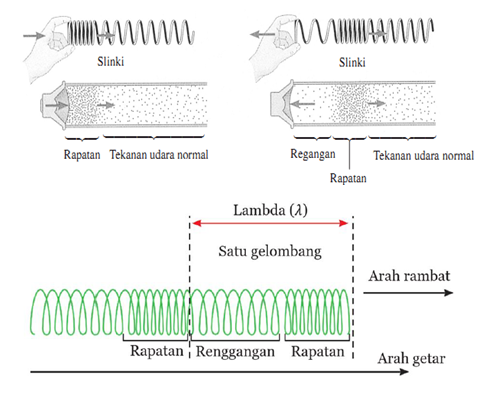 Slinki
Slinki
Rapatan
Tekanan udara normal
Regangan
Rapatan
Tekanan udara normal
Lambda (λ)
Satu gelombang
Arah rambat
Rapatan
Renggangan
Rapatan
Arah getar